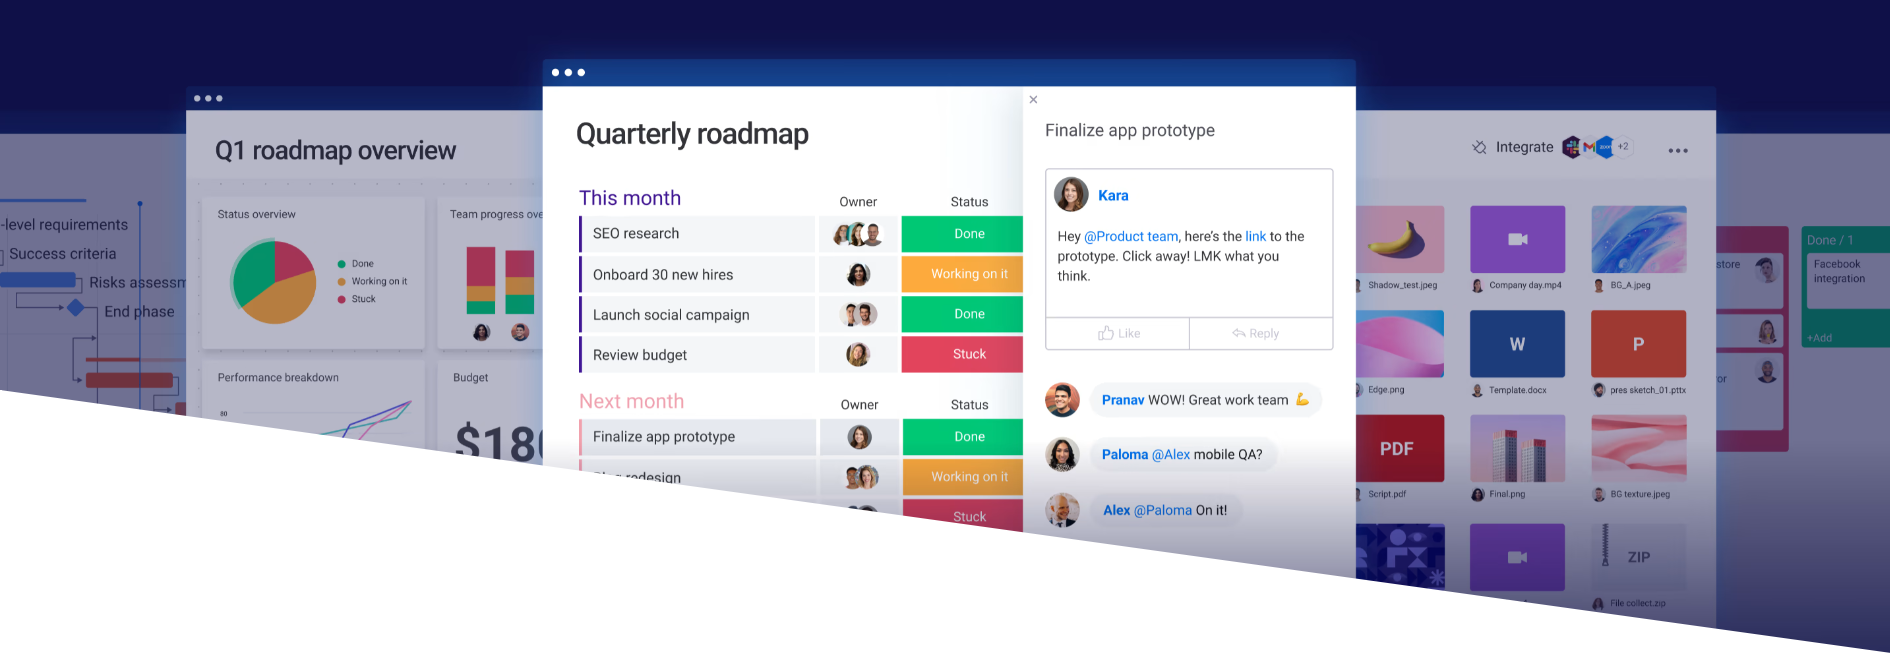 -level requirements
Success criteria
Risks assessm
End phase
Q1 roadmap overview
Status overview
Done
Working on it
Stuck
Team progress ove
Performance breakdown
80
Budget
$180
Quarterly roadmap
This month
Owner
Status
SEO research
Done
Onboard 30 new hires
Working on it
Launch social campaign
Done
Review budget
Stuck
Next month
Owner
Status
Finalize app prototype
Done
redesign
Working on it
Stuck
Finalize app prototype
Kara
Hey @Product team, here's the link to the
prototype. Click away! LMK what you
think.
Like
Reply
Pranav WOW! Great work team 💪
Paloma @Alex mobile QA?
Alex @Paloma On it!
Integrate
+2
Shadow_test.jpeg
Company day.mp4
BG_A.jpeg
W
P
Edge.png
Template.docx
pres sketch_01.pttx
PDF
Script.pdf
Final.png
BG texture.jpeg
ZIP
File collect.zip
store
or
Done / 1
Facebook
integration
+Add